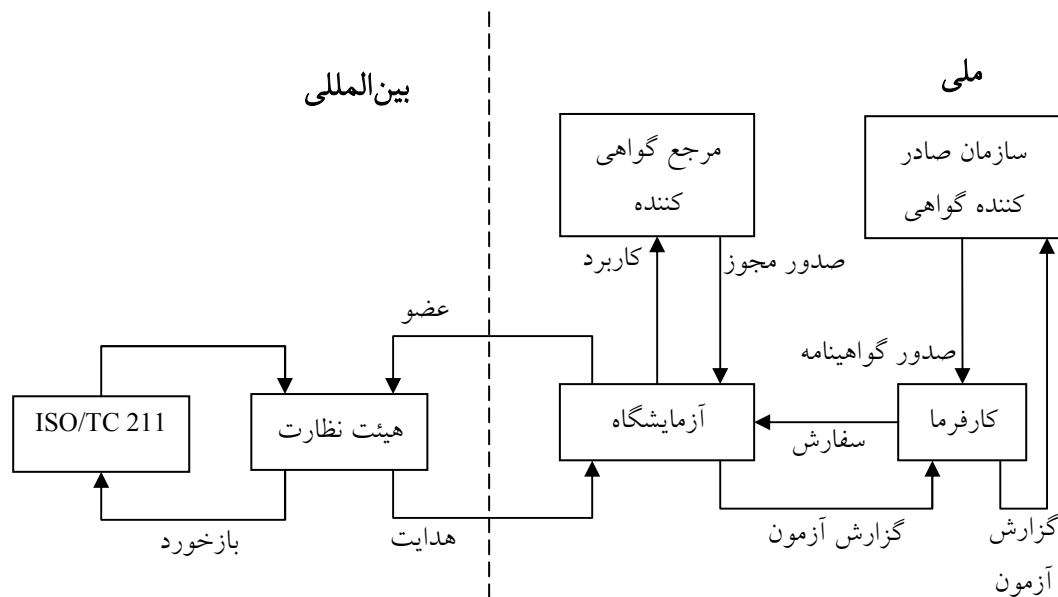 ملی
بین‌المللی
سازمان صادر
کننده گواهی
مرجع گواهی
کننده
صدور مجوز
کاربرد
عضو
صدور گواهینامه
کارفرما
سفارش
آزمایشگاه
هیئت نظارت
ISO/TC 211
گزارش
آزمون
گزارش آزمون
هدایت
بازخورد